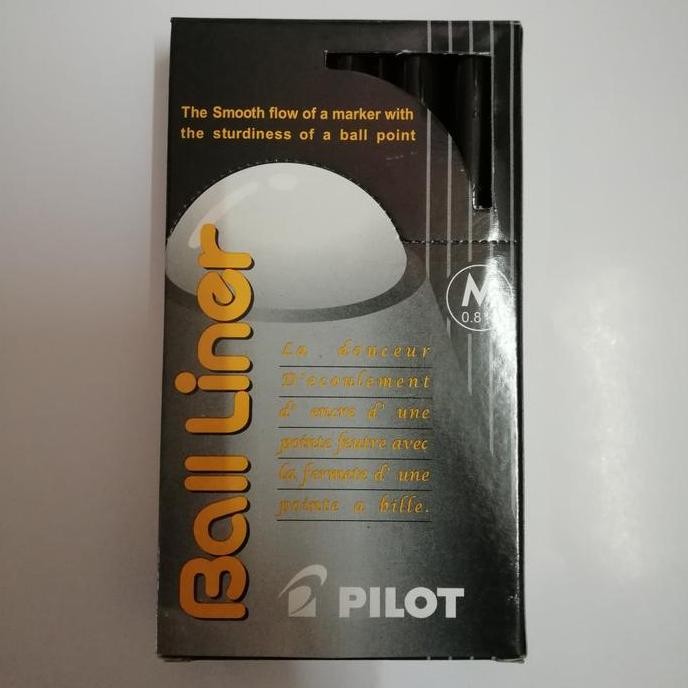 The Smooth flow of a marker with
the sturdiness of a ball point
M
0.8
Ball Liner
La douceur
D'ecoulement
d' encre d' une
pointe feutre avec
la fermete d' une
pointe a bille.
PILOT